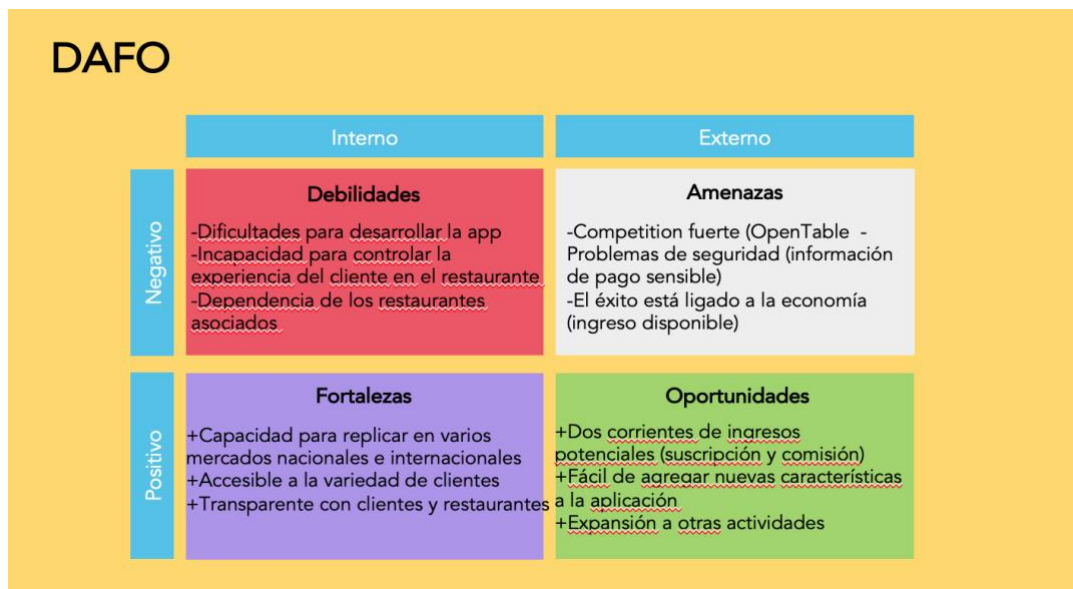 DAFO
Interno
Externo
Negativo
Debilidades
-Dificultades para desarrollar la app
-Incapacidad para controlar la
experiencia del cliente en el restaurante
-Dependencia de los restaurantes
asociados
Amenazas
-Competition fuerte (OpenTable -
Problemas de seguridad (información
de pago sensible)
-El éxito está ligado a la economía
(ingreso disponible)
Positivo
Fortalezas
+Capacidad para replicar en varios
mercados nacionales e internacionales
+Accesible a la variedad de clientes
+Transparente con clientes y restaurantes
Oportunidades
+Dos corrientes de ingresos
potenciales (suscripción y comisión)
+Fácil de agregar nuevas características
a la aplicación
+Expansión a otras actividades